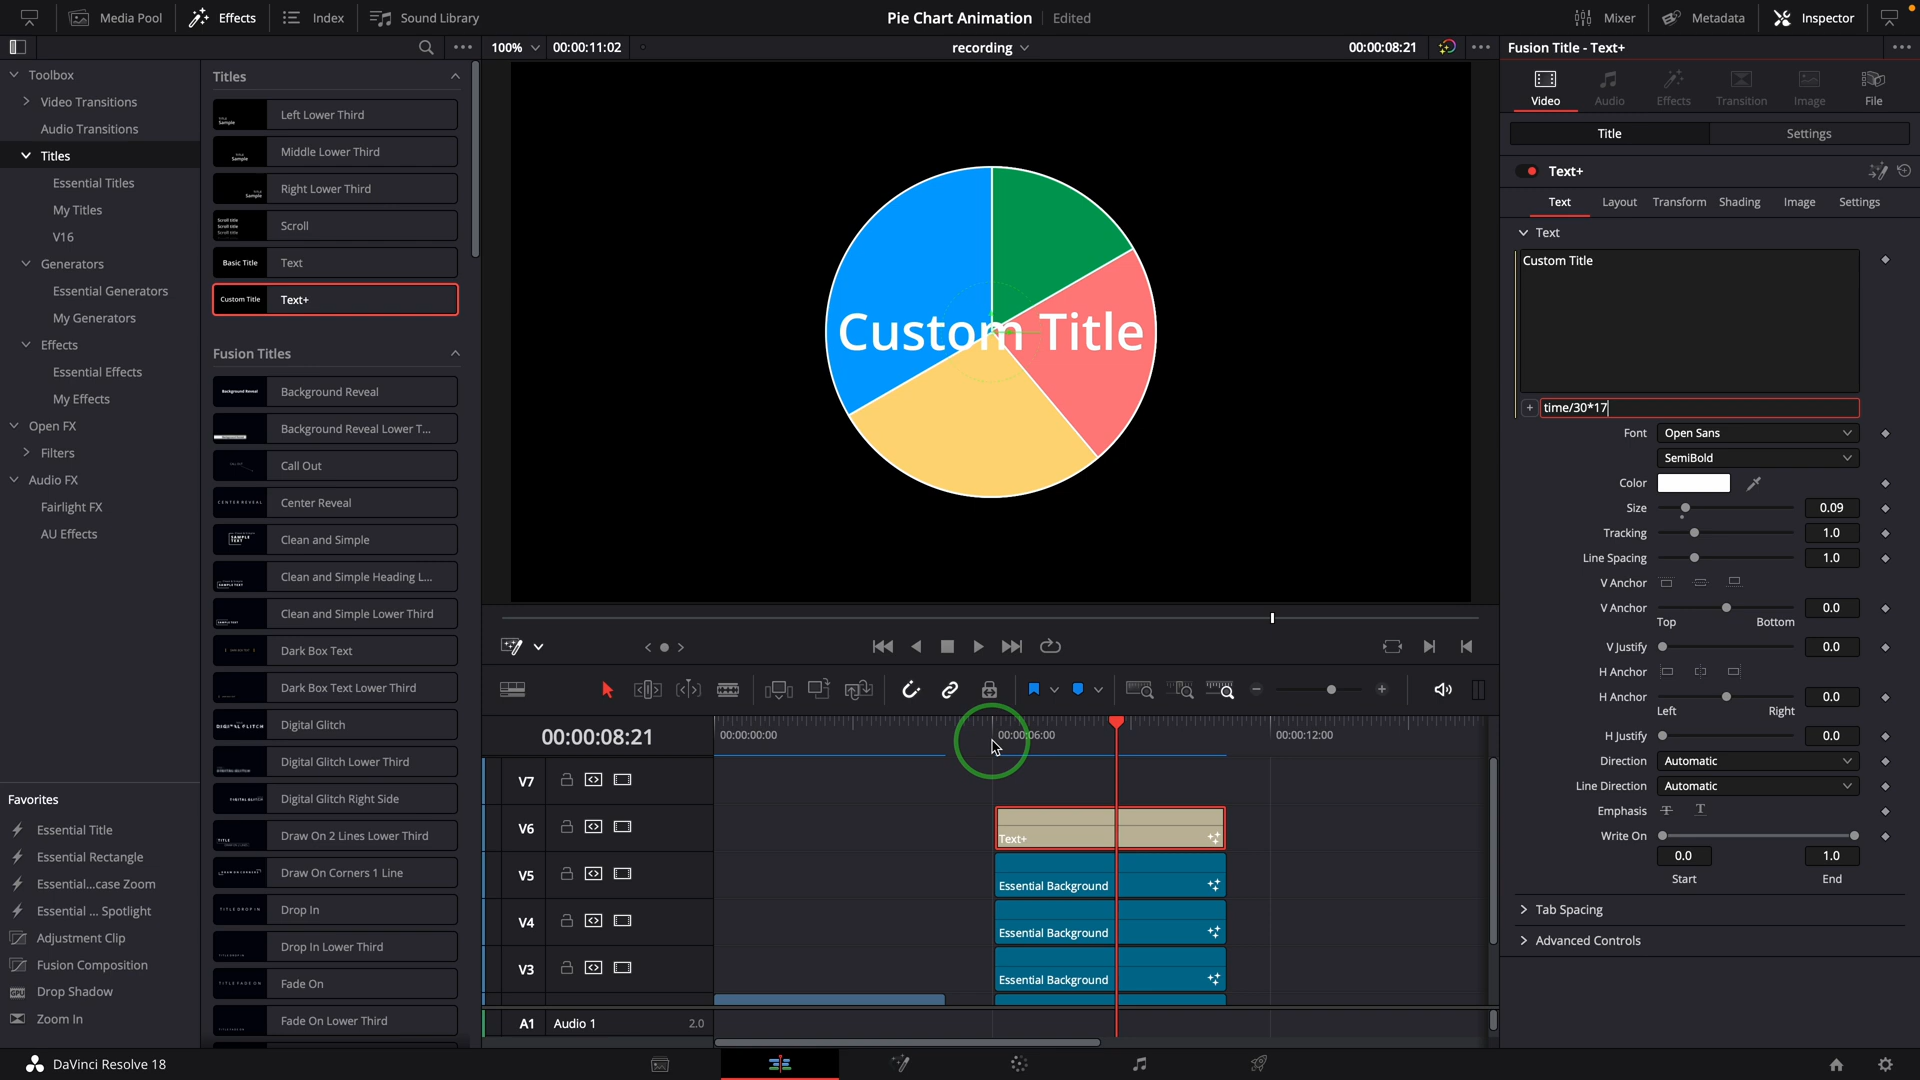 Media Pool
Effects
Index
Sound Library
Pie Chart Animation
Edited
Mixer
Metadata
Inspector
100%
00:00:11:02
recording
00:00:08:21
Fusion Title - Text+
Toolbox
Video Transitions
Audio Transitions
Titles
Essential Titles
My Titles
V16
Generators
Essential Generators
My Generators
Effects
Essential Effects
My Effects
Open FX
Filters
Audio FX
Fairlight FX
AU Effects
Favorites
Essential Title
Essential Rectangle
Essential...case Zoom
Essential ... Spotlight
Adjustment Clip
Fusion Composition
Drop Shadow
Zoom In
Titles
Left Lower Third
Middle Lower Third
Right Lower Third
Scroll
Basic Title
Text
Custom Title
Text+
Fusion Titles
Background Reveal
Background Reveal Lower T...
Call Out
Center Reveal
Clean and Simple
Clean and Simple Heading L...
Clean and Simple Lower Third
Dark Box Text
Dark Box Text Lower Third
Digital Glitch
Digital Glitch Lower Third
Digital Glitch Right Side
Draw On 2 Lines Lower Third
Draw On Corners 1 Line
Drop In
Drop In Lower Third
Fade On
Fade On Lower Third
Custom Title
00:00:08:21
00:00:00:00
00:00:06:00
00:00:12:00
V7
V6
Text+
V5
Essential Background
V4
Essential Background
V3
Essential Background
A1
Audio 1
2.0
Video
Audio
Effects
Transition
Image
File
Title
Settings
Text+
Text
Layout
Transform
Shading
Image
Settings
Text
Custom Title
time/30*17
Font
Open Sans
SemiBold
Color
Size
0.09
Tracking
1.0
Line Spacing
1.0
V Anchor
V Anchor
0.0
Top
Bottom
V Justify
0.0
H Anchor
H Anchor
0.0
Left
Right
H Justify
0.0
Direction
Automatic
Line Direction
Automatic
Emphasis
Write On
0.0
1.0
Start
End
Tab Spacing
Advanced Controls
DaVinci Resolve 18